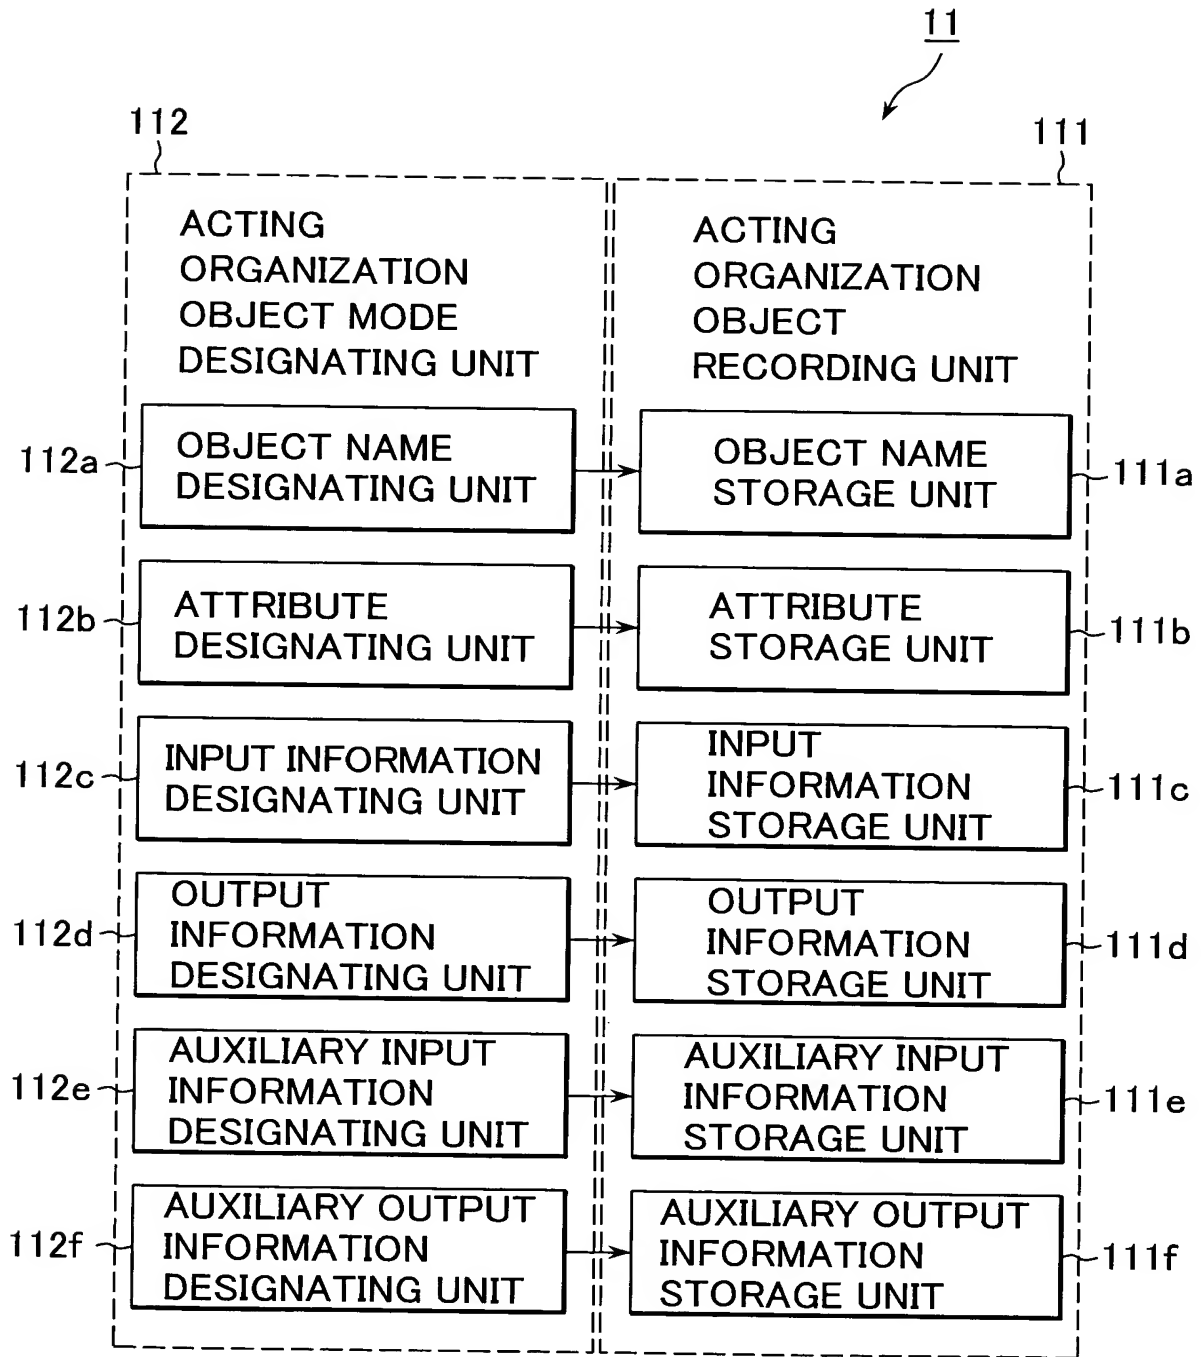 11
112
111
ACTING
ORGANIZATION
OBJECT MODE
DESIGNATING UNIT
ACTING
ORGANIZATION
OBJECT
RECORDING UNIT
112a
OBJECT NAME
DESIGNATING UNIT
OBJECT NAME
STORAGE UNIT
111a
112b
ATTRIBUTE
DESIGNATING UNIT
ATTRIBUTE
STORAGE UNIT
111b
112c
INPUT INFORMATION
DESIGNATING UNIT
INPUT
INFORMATION
STORAGE UNIT
111c
112d
OUTPUT
INFORMATION
DESIGNATING UNIT
OUTPUT
INFORMATION
STORAGE UNIT
111d
112e
AUXILIARY INPUT
INFORMATION
DESIGNATING UNIT
AUXILIARY INPUT
INFORMATION
STORAGE UNIT
111e
112f
AUXILIARY OUTPUT
INFORMATION
DESIGNATING UNIT
AUXILIARY OUTPUT
INFORMATION
STORAGE UNIT
111f